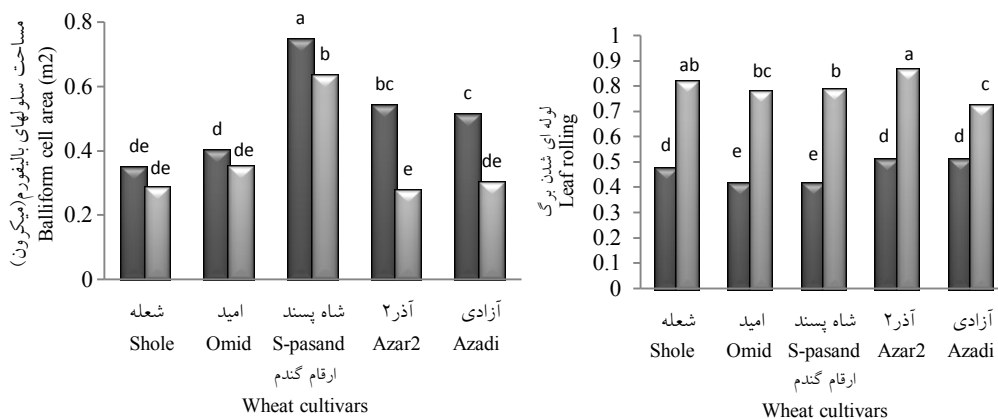 مساحت سلولهای بالیفورم(میکرون)
Balliform cell area (m2)
0.8
0.6
0.4
0.2
0
de
de
d
de
a
b
bc
e
c
de
شعله
امید
شاه پسند
آذر۲
آزادی
Shole
Omid
S-pasand
Azar2
Azadi
ارقام گندم
Wheat cultivars
لوله ای شدن برگ
Leaf rolling
1
0.9
0.8
0.7
0.6
0.5
0.4
0.3
0.2
0.1
0
d
ab
e
bc
e
b
d
a
d
c
شعله
امید
شاه پسند
آذر۲
آزادی
Shole
Omid
S-pasand
Azar2
Azadi
ارقام گندم
Wheat cultivars